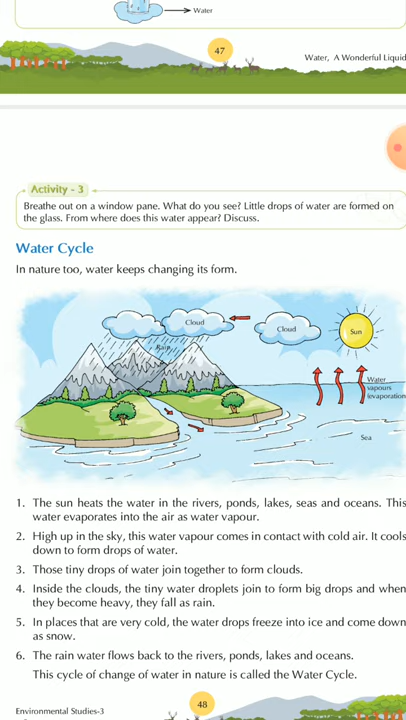 Water
47
Water, A Wonderful Liquid
Activity - 3
Breathe out on a window pane. What do you see? Little drops of water are formed on
the glass. From where does this water appear? Discuss.
Water Cycle
In nature too, water keeps changing its form.
Cloud
Cloud
Sun
Rain
Water
vapours
(evaporation)
Sea
1. The sun heats the water in the rivers, ponds, lakes, seas and oceans. This
water evaporates into the air as water vapour.
2. High up in the sky, this water vapour comes in contact with cold air. It cools
down to form drops of water.
3. Those tiny drops of water join together to form clouds.
4. Inside the clouds, the tiny water droplets join to form big drops and when
they become heavy, they fall as rain.
5. In places that are very cold, the water drops freeze into ice and come down
as snow.
6. The rain water flows back to the rivers, ponds, lakes and oceans.
This cycle of change of water in nature is called the Water Cycle.
48
Environmental Studies-3